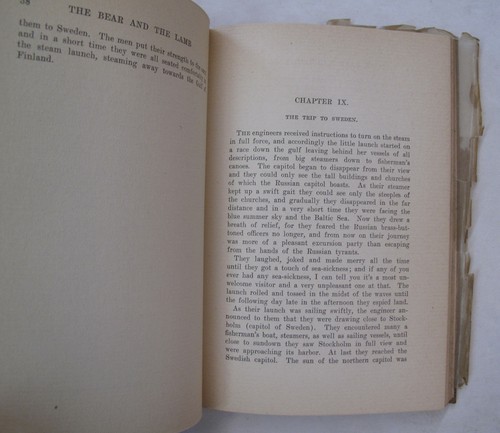 THE BEAR AND THE LAMB
them to Sweden. The men put their strength to the
and in a short time they were all seated
the steam launch, steaming away towards the of
Finland.
CHAPTER IX.
THE TRIP TO SWEDEN.
THE engineers received instructions to turn on the steam
in full force, and accordingly the little launch started on
a race down the gulf leaving behind her vessels of all
descriptions, from big steamers down to fisherman's
canoes. The capitol began to disappear from their view
and they could only see the tall buildings and churches
of which the Russian capitol boasts. As their steamer
kept up a swift gait they could see only the steeples of
the churches, and gradually they disappeared in the far
distance and in a very short time they were facing the
blue summer sky and the Baltic Sea. Now they drew a
breath of relief, for they feared the Russian brass-but-
toned officers no longer, and from now on their journey
was more of a pleasant excursion party than escaping
from the hands of the Russian tyrants.
They laughed, joked and made merry all the time
until they got a touch of sea-sickness; and if any of you
ever had any sea-sickness, I can tell you it's a most un-
welcome visitor and a very unpleasant one at that. The
launch rolled and tossed in the midst of the waves until
the following day late in the afternoon they espied land.
As their launch was sailing swiftly, the engineer an-
nounced to them that they were drawing close to Stock-
holm (capitol of Sweden). They encountered many a
fisherman's boat, steamers, as well as sailing vessels, until
close to sundown they saw Stockholm in full view and
were approaching its harbor. At last they reached the
Swedish capitol. The sun of the northern capitol was